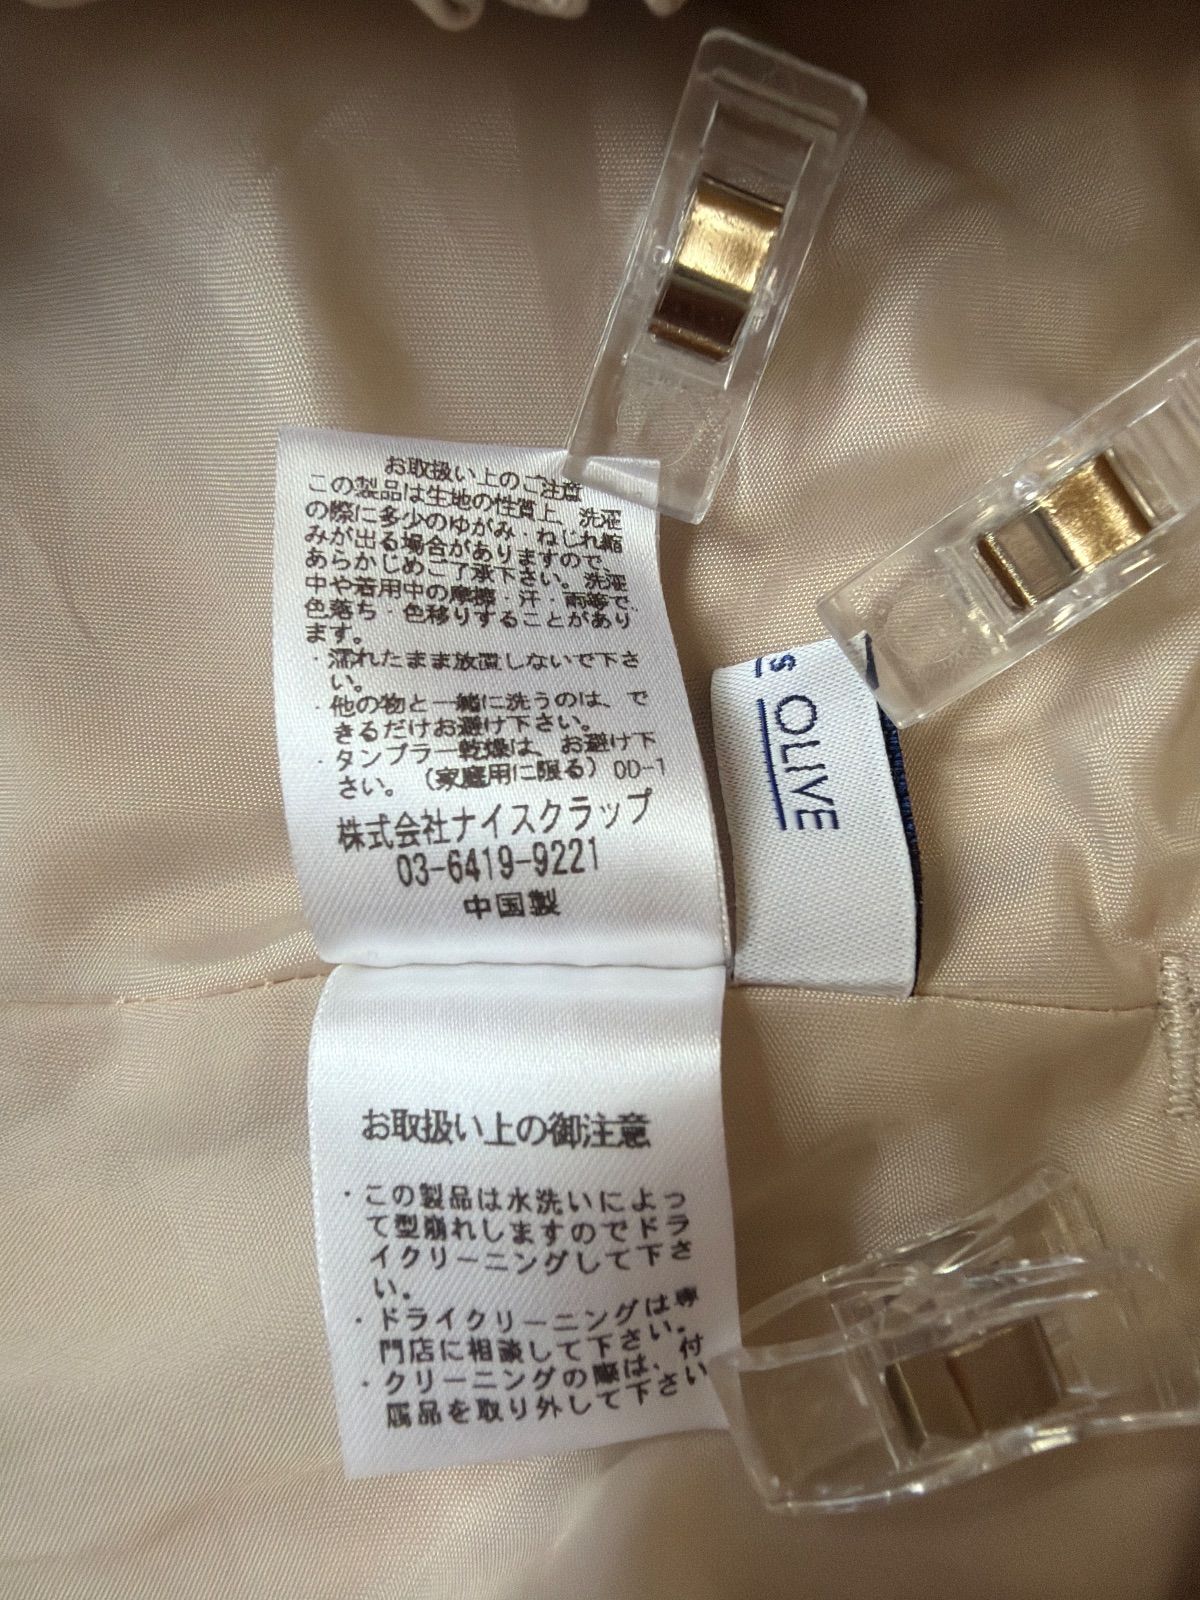 お取扱い上のご注意
この製品は生地の性質上、洗濯
の際に多少のゆがみ・ねじれ縮
みが出る場合がありますので、
あらかじめご了承下さい。洗濯
中や着用中の摩擦・汗・雨等で、
色落ち・色移りすることがあり
ます。
・濡れたまま放置しないで下さ
い。
・他の物と一緒に洗うのは、で
きるだけお避け下さい。
・タンブラー乾燥は、お避け下
さい。（家庭用に限る）OD-1
株式会社ナイスクラップ
03-6419-9221
中国製
s OLIVE
お取扱い上の御注意
・この製品は水洗いによっ
て型崩れしますのでドラ
イクリーニングして下さ
い。
・ドライクリーニングは専
門店に相談して下さい。
・クリーニングの際は、付
属品を取り外して下さい